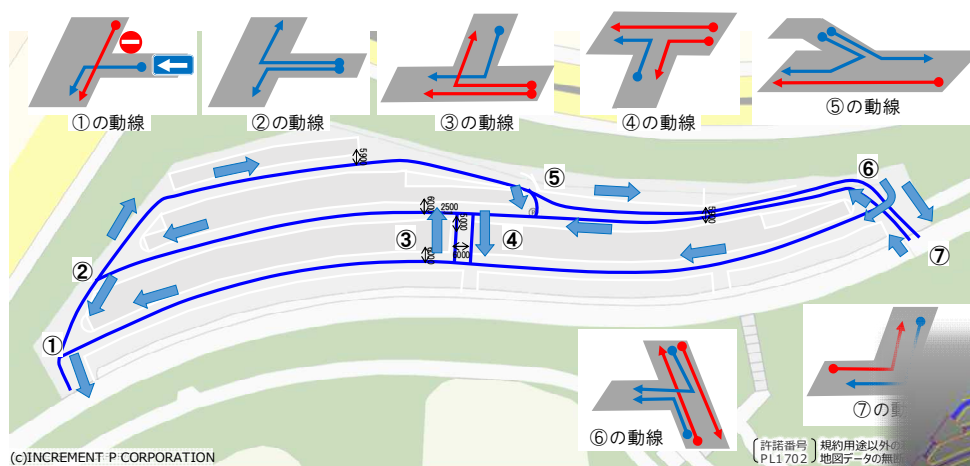 ①の動線
②の動線
③の動線
④の動線
⑤の動線
⑤
⑥
③
④
②
⑦
①
2500
⑥の動線
⑦の
(c)INCREMENT P CORPORATION
許諾番号
PL1702
規約用途以外の
地図データの無断